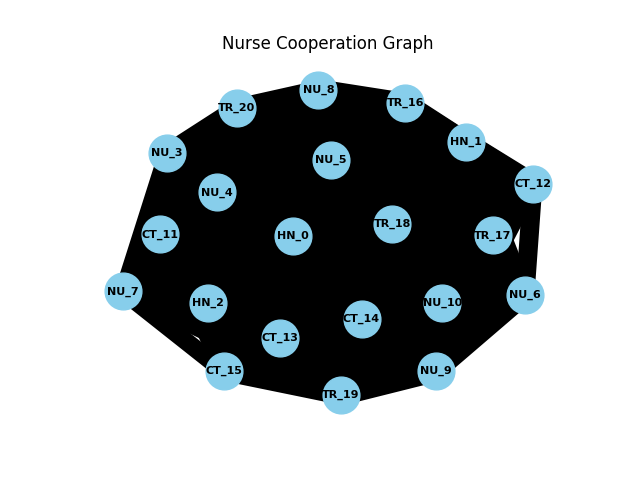 Nurse Cooperation Graph
NU_8
TR_16
TR_20
HN_1
NU_3
NU_5
CT_12
NU_4
TR_18
CT_11
HN_0
TR_17
NU_7
NU_6
HN_2
NU_10
CT_14
CT_13
CT_15
NU_9
TR_19